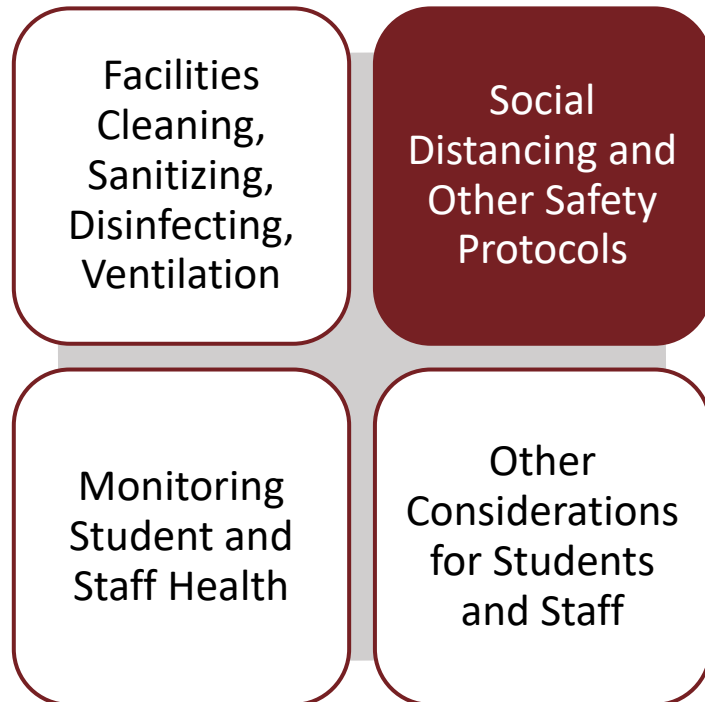 Facilities
Cleaning,
Sanitizing,
Disinfecting,
Ventilation
Social
Distancing and
Other Safety
Protocols
Monitoring
Student and
Staff Health
Other
Considerations
for Students
and Staff